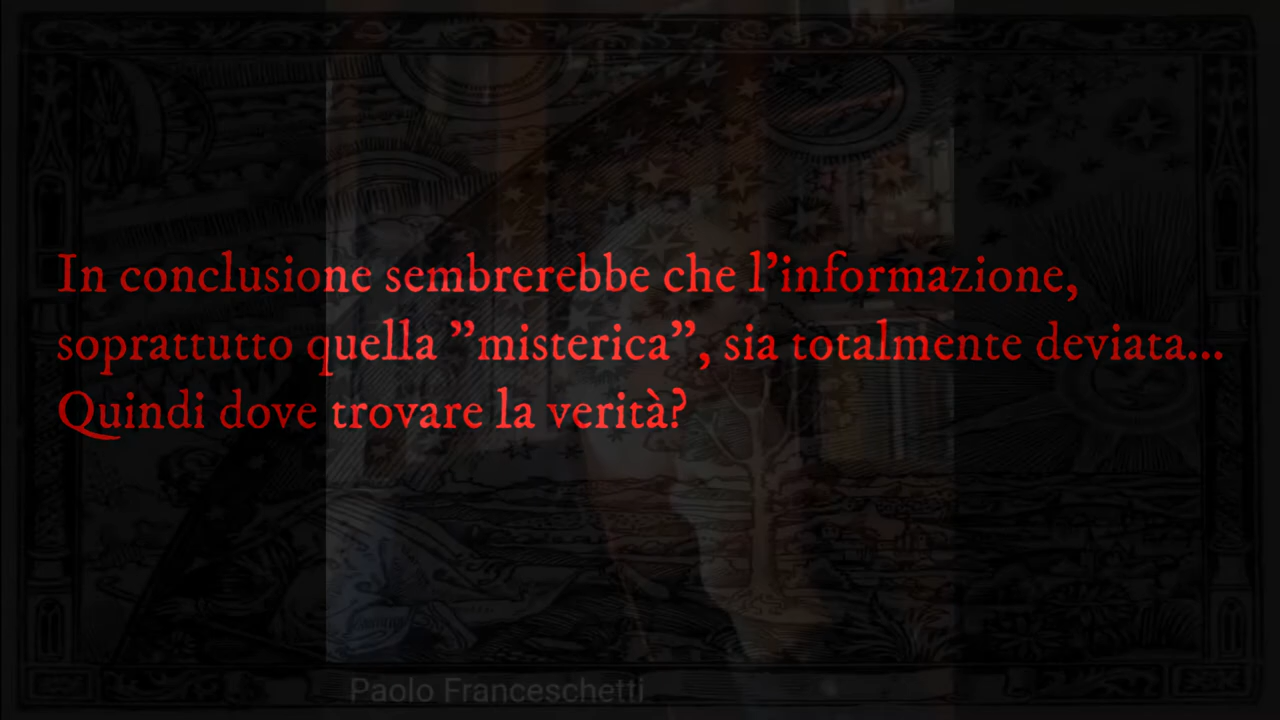 In conclusione sembrerebbe che l’informazione,
soprattutto quella ”misterica”, sia totalmente deviata...
Quindi dove trovare la verità?
Paolo Franceschetti